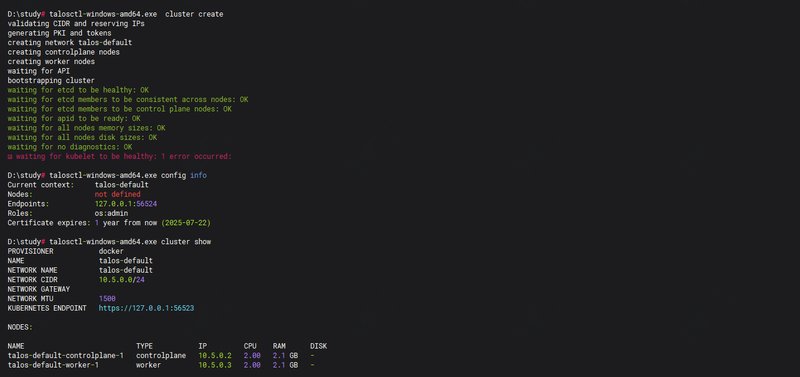 D:\study# talosctl-windows-amd64.exe  cluster create
validating CIDR and reserving IPs
generating PKI and tokens
creating network talos-default
creating controlplane nodes
creating worker nodes
waiting for API
bootstrapping cluster
waiting for etcd to be healthy: OK
waiting for etcd members to be consistent across nodes: OK
waiting for etcd members to be control plane nodes: OK
waiting for apid to be ready: OK
waiting for all nodes memory sizes: OK
waiting for all nodes disk sizes: OK
waiting for no diagnostics: OK
waiting for kubelet to be healthy: 1 error occurred:
D:\study# talosctl-windows-amd64.exe config info
Current context:     talos-default
Nodes:               not defined
Endpoints:           127.0.0.1:56524
Roles:               os:admin
Certificate expires: 1 year from now (2025-07-22)
D:\study# talosctl-windows-amd64.exe cluster show
PROVISIONER           docker
NAME                  talos-default
NETWORK NAME          talos-default
NETWORK CIDR          10.5.0.0/24
NETWORK GATEWAY
NETWORK MTU           1500
KUBERNETES ENDPOINT   https://127.0.0.1:56523
NODES:
NAME                           TYPE           IP         CPU    RAM      DISK
talos-default-controlplane-1   controlplane   10.5.0.2   2.00   2.1 GB   -
talos-default-worker-1         worker         10.5.0.3   2.00   2.1 GB   -